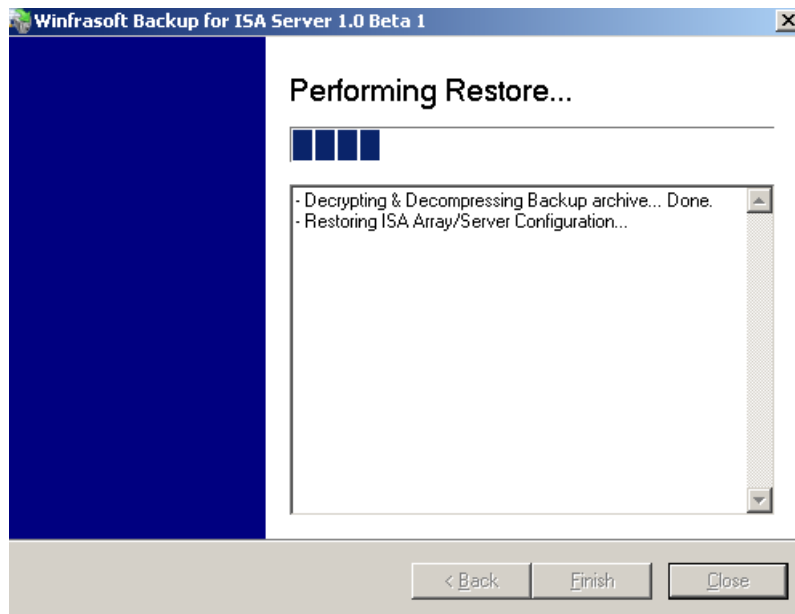 Winfrasoft Backup for ISA Server 1.0 Beta 1
Performing Restore...
- Decrypting & Decompressing Backup archive... Done.
- Restoring ISA Array/Server Configuration...
< Back
Finish
Close